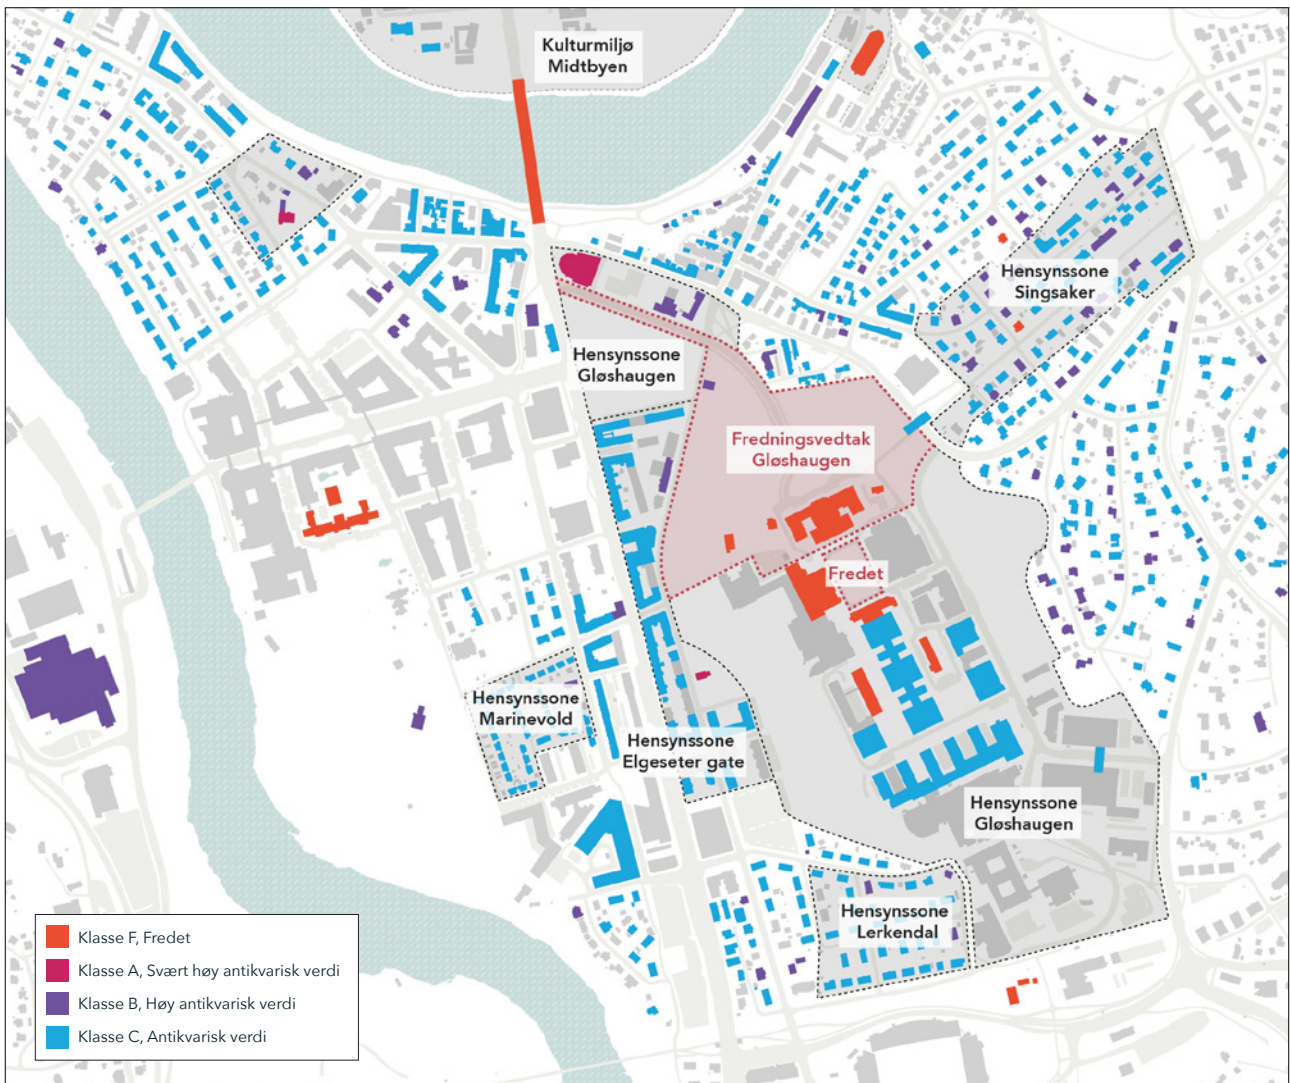 Kulturmiljø
Midtbyen
Hensynssone
Singsaker
Hensynssone
Gløshaugen
Fredningsvedtak
Gløshaugen
Fredet
Hensynssone
Marinevold
Hensynssone
Elgeseter gate
Hensynssone
Gløshaugen
Hensynssone
Lerkendal
Klasse F, Fredet
Klasse A, Svært høy antikvarisk verdi
Klasse B, Høy antikvarisk verdi
Klasse C, Antikvarisk verdi